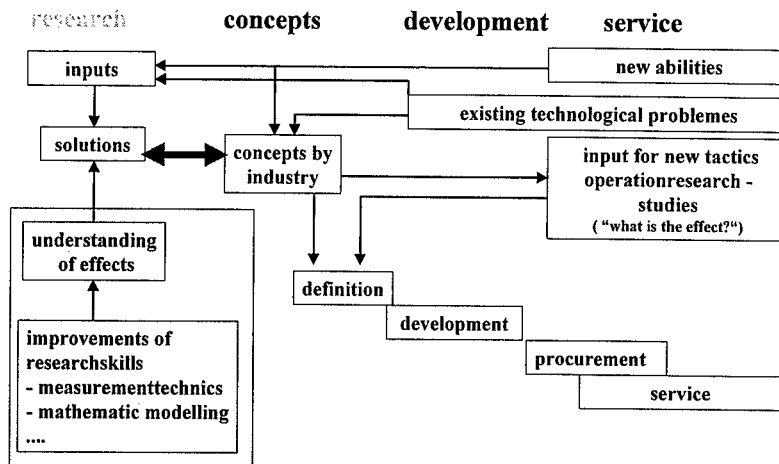 research concepts development service
inputs
new abilities
existing technological problemes
solutions
concepts by
industry
input for new tactics
operationresearch -
studies
( “what is the effect?“)
understanding
of effects
definition
development
improvements of
researchskills
- measurementtechnics
- mathematic modelling
....
procurement
service